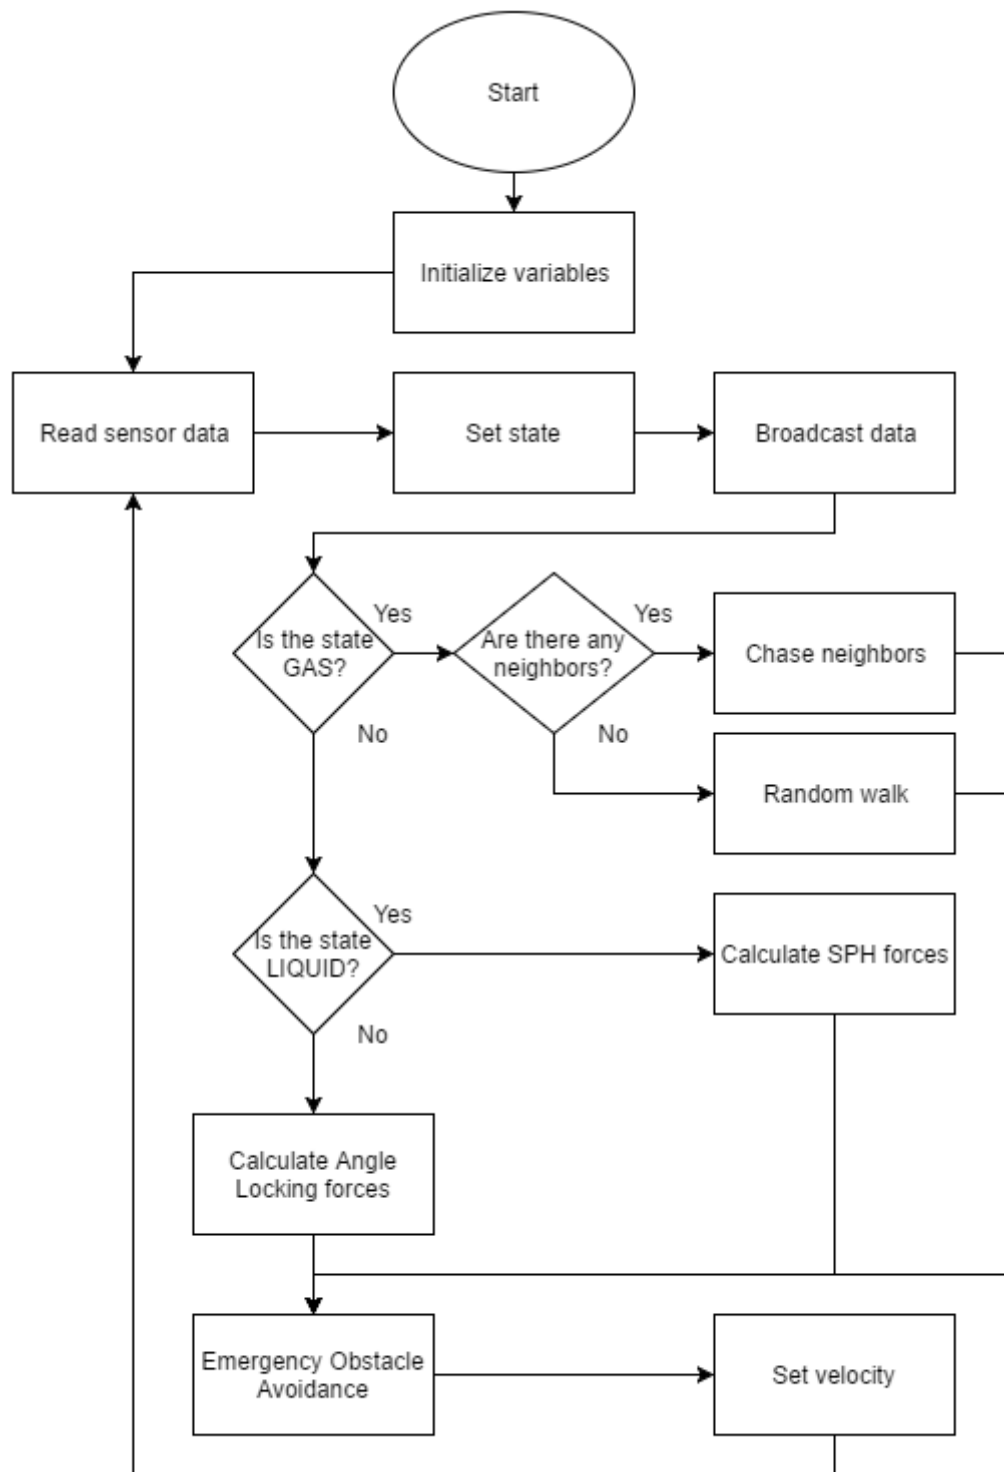 Start
Initialize variables
Read sensor data
Set state
Broadcast data
Is the state
GAS?
Yes
No
Are there any
neighbors?
Yes
No
Chase neighbors
Random walk
Is the state
LIQUID?
Yes
No
Calculate SPH forces
Calculate Angle
Locking forces
Emergency Obstacle
Avoidance
Set velocity